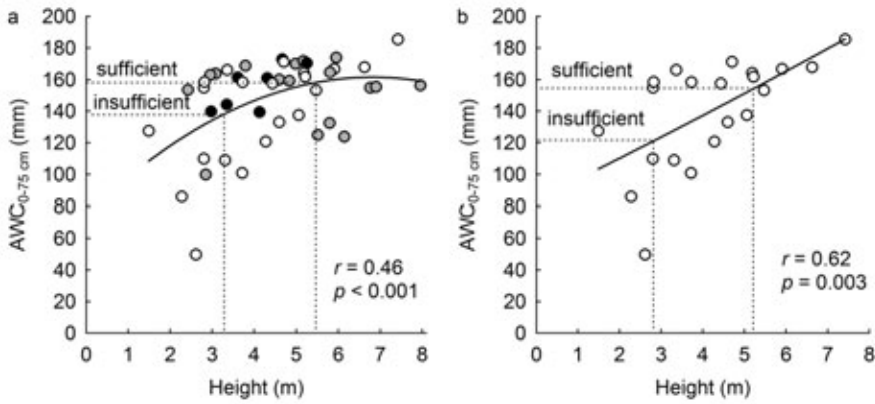 a
200
180
160
140
120
100
80
60
40
20
0
AWC0-75 cm (mm)
sufficient
insufficient
r = 0.46
p < 0.001
0 1 2 3 4 5 6 7 8
Height (m)
b
200
180
160
140
120
100
80
60
40
20
0
AWC0-75 cm (mm)
sufficient
insufficient
r = 0.62
p = 0.003
0 1 2 3 4 5 6 7 8
Height (m)